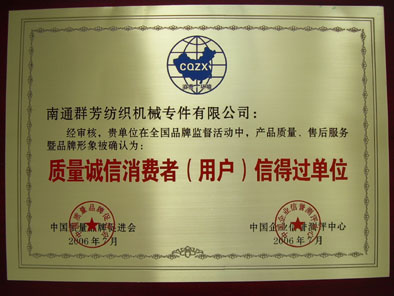 CQZX
南通群芳纺织机械专件有限公司：
经审核，贵单位在全国品牌监督活动中，产品质量、售后服务
暨品牌形象被确认为：
质量诚信消费者（用户）信得过单位
中国质量品牌促进会 中国企业信誉测评中心
2006年 月 2006年 月